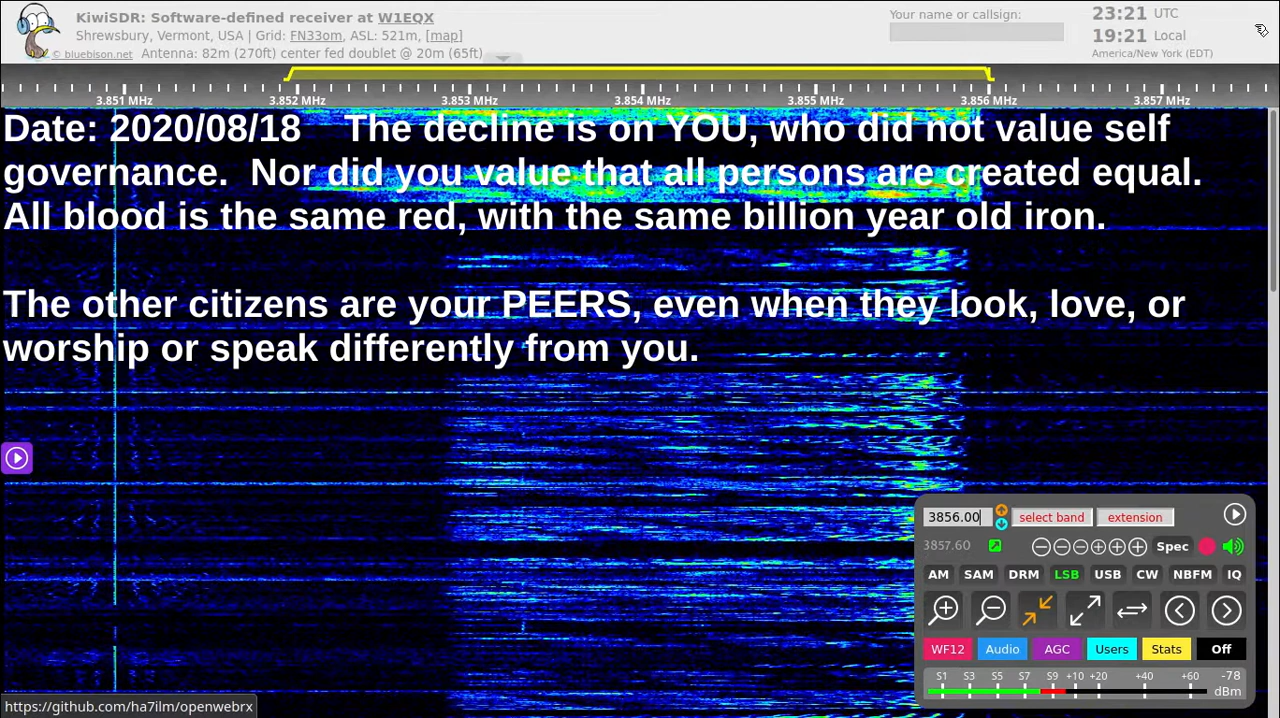 KiwiSDR: Software-defined receiver at W1EQX
Shrewsbury, Vermont, USA | Grid: FN33om, ASL: 521m, [map]
© bluebison.net Antenna: 82m (270ft) center fed doublet @ 20m (65ft)
Your name or callsign:
23:21 UTC
19:21 Local
America/New York (EDT)
3.851 MHz 3.852 MHz 3.853 MHz 3.854 MHz 3.855 MHz 3.856 MHz 3.857 MHz
Date: 2020/08/18 The decline is on YOU, who did not value self
governance. Nor did you value that all persons are created equal.
All blood is the same red, with the same billion year old iron.
The other citizens are your PEERS, even when they look, love, or
worship or speak differently from you.
3856.00 select band extension
3857.60 Spec
AM SAM DRM LSB USB CW NBFM IQ
WF12 Audio AGC Users Stats Off
S1 S3 S5 S7 S9 +10 +20 +40 +60 -78
dBm
https://github.com/ha7ilm/openwebrx